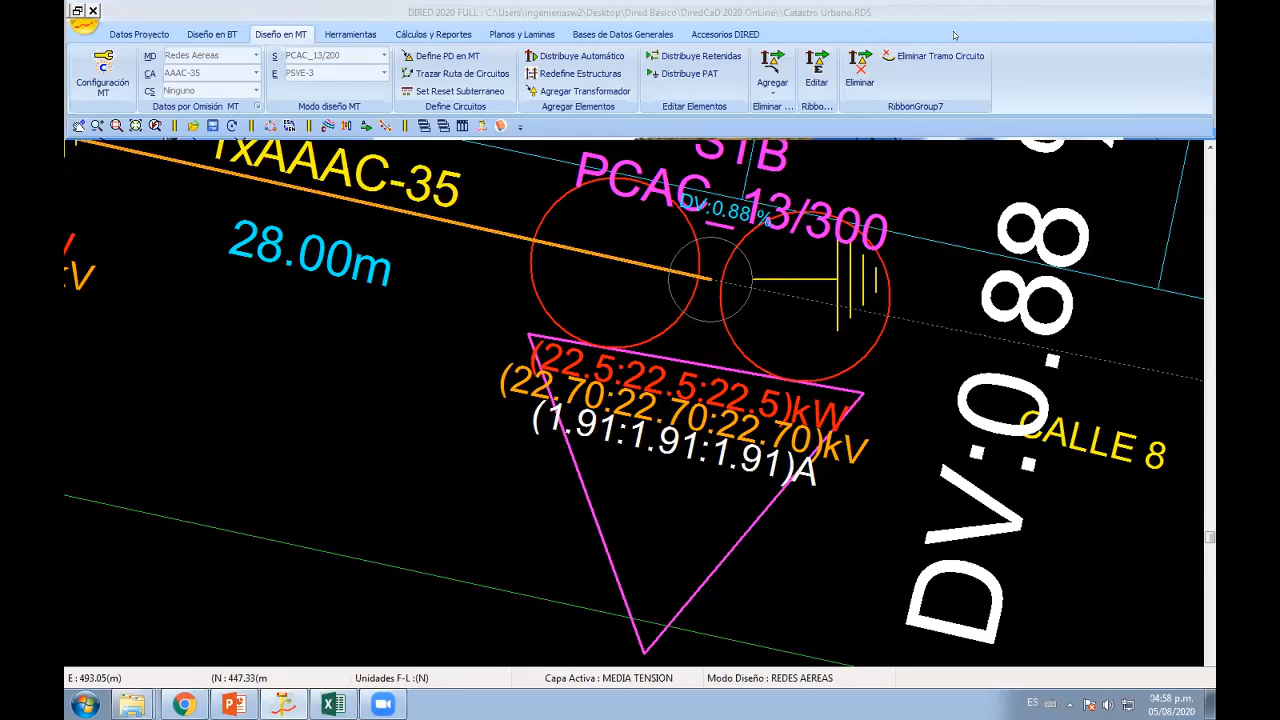 DIRED 2020 FULL : C:\Users\ingenieriasw2\Desktop\Dired Básico\DiredCaD 2020 OnLine\\Catastro Urbano.RDS
Datos Proyecto
Diseño en BT
Diseño en MT
Herramientas
Cálculos y Reportes
Planos y Laminas
Bases de Datos Generales
Accesorios DIRED
Configuración
MT
MD
Redes Aereas
CA
AAAC-35
CS
Ninguno
Datos por Omisión MT
S
PCAC_13/200
E
PSVE-3
Modo diseño MT
Define PD en MT
Trazar Ruta de Circuitos
Set Reset Subterraneo
Define Circuitos
Distribuye Automático
Redefine Estructuras
Agregar Transformador
Agregar Elementos
Distribuye Retenidas
Distribuye PAT
Editar Elementos
Agregar
Eliminar ...
Editar
Ribbo...
Eliminar
Eliminar Tramo Circuito
RibbonGroup7
1xAAAC-35
STB
PCAC_13/300
DV:0.88 %
28.00m
kV
(22.5:22.5:22.5)kW
(22.70:22.70:22.70)kV
(1.91:1.91:1.91)A
DV:0.88
CALLE 8
E : 493.05(m)
(N : 447.33(m
Unidades F-L :(N)
Capa Activa : MEDIA TENSION
Modo Diseño : REDES AEREAS
ES
04:58 p.m.
05/08/2020